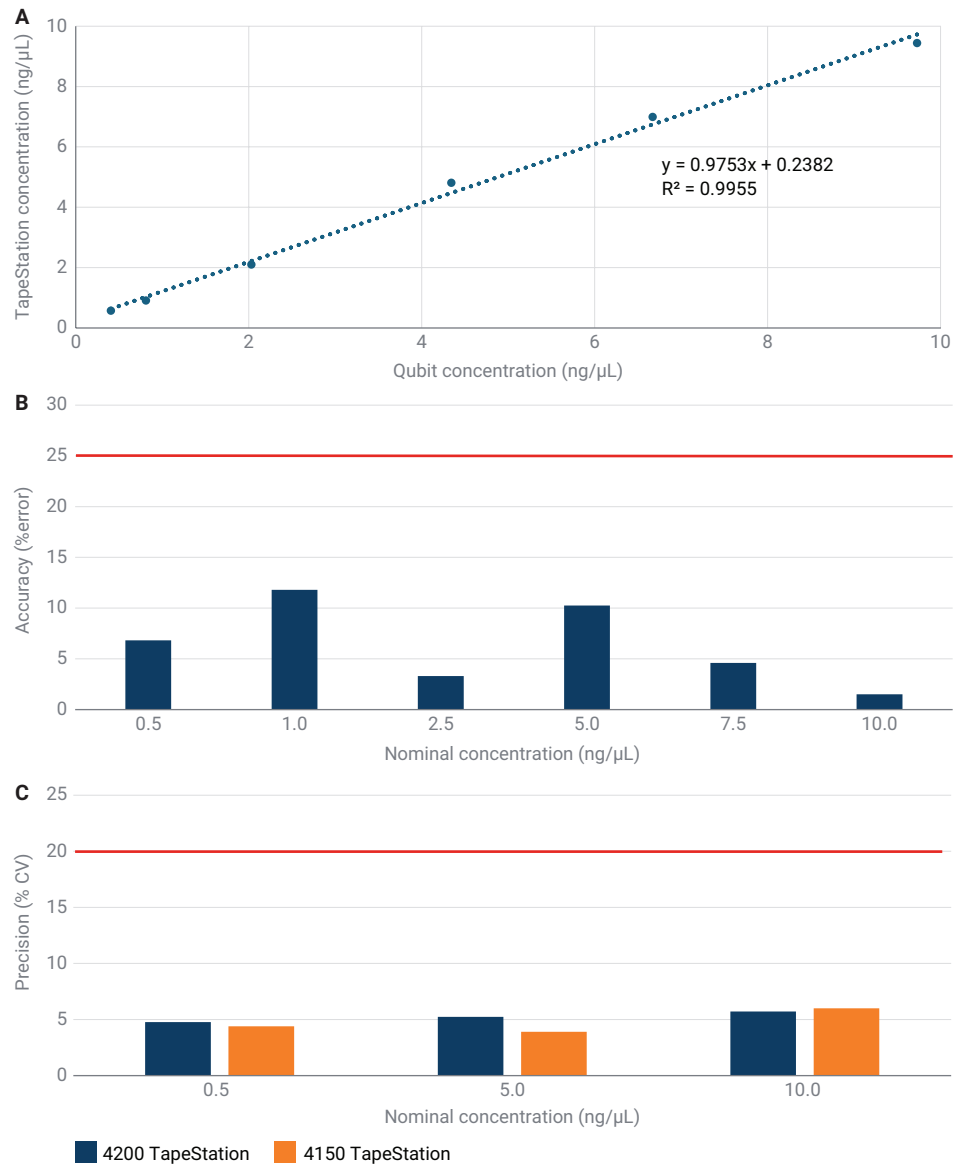 A
TapeStation concentration (ng/µL)
10
8
6
4
2
0
y = 0.9753x + 0.2382
R² = 0.9955
0 2 4 6 8 10
Qubit concentration (ng/µL)
B
Accuracy (%error)
30
25
20
15
10
5
0
0.5 1.0 2.5 5.0 7.5 10.0
Nominal concentration (ng/µL)
C
Precision (% CV)
25
20
15
10
5
0
0.5 5.0 10.0
Nominal concentration (ng/µL)
4200 TapeStation 4150 TapeStation